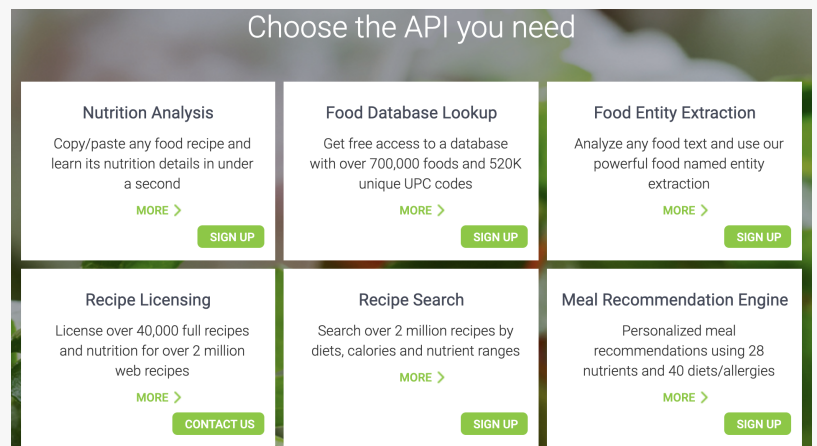 Choose the API you need
Nutrition Analysis
Copy/paste any food recipe and
learn its nutrition details in under
a second
MORE
SIGN UP
Food Database Lookup
Get free access to a database
with over 700,000 foods and 520K
unique UPC codes
MORE
SIGN UP
Food Entity Extraction
Analyze any food text and use our
powerful food named entity
extraction
MORE
SIGN UP
Recipe Licensing
License over 40,000 full recipes
and nutrition for over 2 million
web recipes
MORE
CONTACT US
Recipe Search
Search over 2 million recipes by
diets, calories and nutrient ranges
MORE
SIGN UP
Meal Recommendation Engine
Personalized meal
recommendations using 28
nutrients and 40 diets/allergies
MORE
SIGN UP